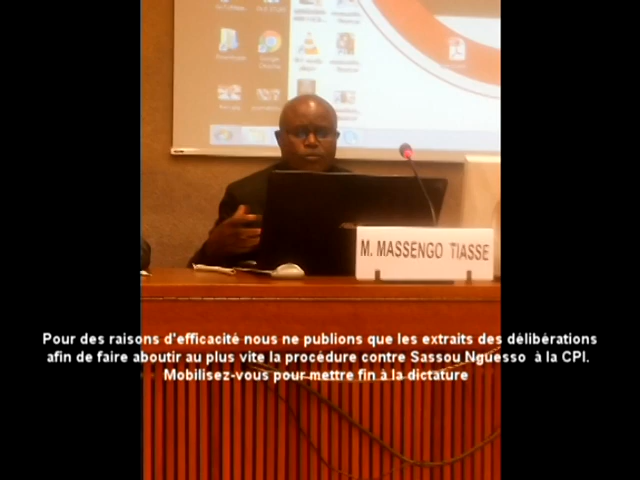 Google
M. MASSENGO TIASSE
Pour des raisons d'efficacité nous ne publions que les extraits des délibérations
afin de faire aboutir au plus vite la procédure contre Sassou Nguesso à la CPI.
Mobilisez-vous pour mettre fin à la dictature